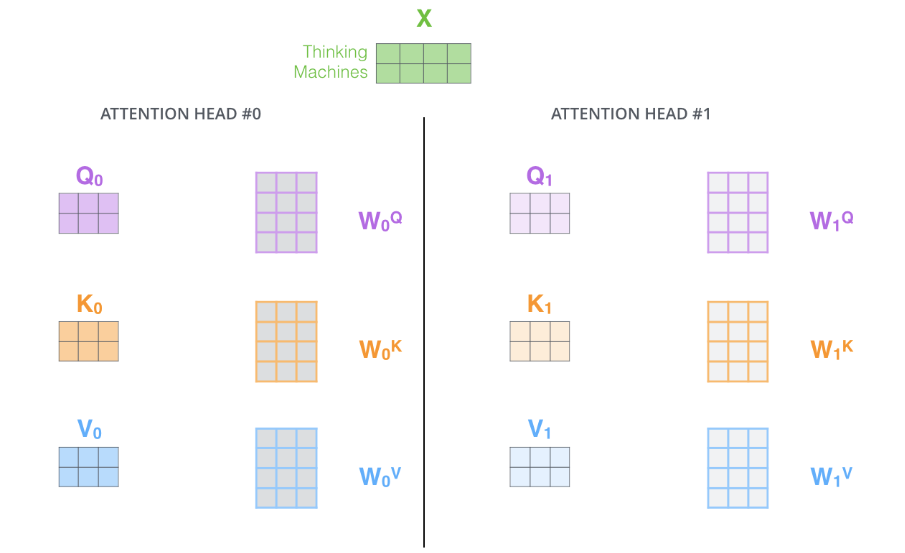 X
Thinking
Machines
ATTENTION HEAD #0
Q₀
W₀Q
K₀
W₀K
V₀
W₀V
ATTENTION HEAD #1
Q₁
W₁Q
K₁
W₁K
V₁
W₁V